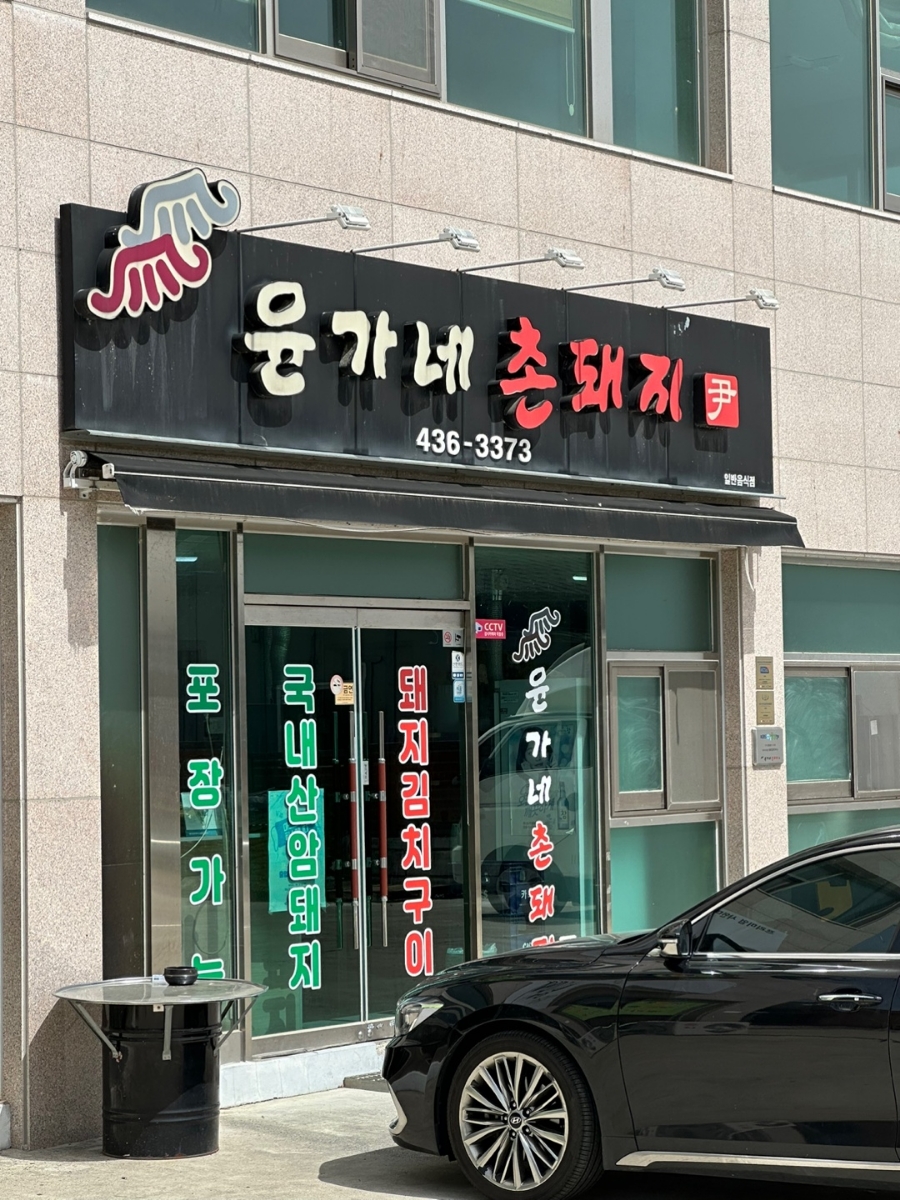 윤가네 촌돼지 尹
436-3373
일반음식점
CCTV
포장가능
국내산암돼지
돼지김치구이
윤가네촌돼지